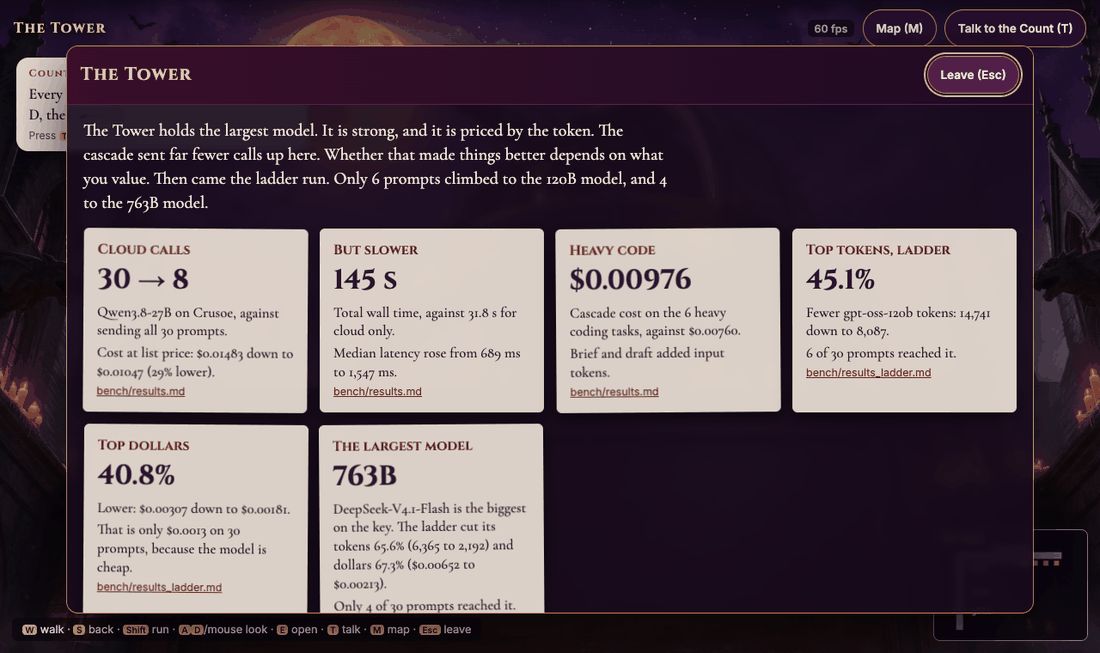 THE TOWER
60 fps
Map (M)
Talk to the Count (T)
COUNT
Every
D, the
Press T
THE TOWER
Leave (Esc)
The Tower holds the largest model. It is strong, and it is priced by the token. The
cascade sent far fewer calls up here. Whether that made things better depends on what
you value. Then came the ladder run. Only 6 prompts climbed to the 120B model, and 4
to the 763B model.
CLOUD CALLS
30 → 8
Qwen3.8-27B on Crusoe, against
sending all 30 prompts.
Cost at list price: $0.01483 down to
$0.01047 (29% lower).
bench/results.md
BUT SLOWER
145 s
Total wall time, against 31.8 s for
cloud only.
Median latency rose from 689 ms
to 1,547 ms.
bench/results.md
HEAVY CODE
$0.00976
Cascade cost on the 6 heavy
coding tasks, against $0.00760.
Brief and draft added input
tokens.
bench/results.md
TOP TOKENS, LADDER
45.1%
Fewer gpt-oss-120b tokens: 14,741
down to 8,087.
6 of 30 prompts reached it.
bench/results_ladder.md
TOP DOLLARS
40.8%
Lower: $0.00307 down to $0.00181.
That is only $0.0013 on 30
prompts, because the model is
cheap.
bench/results_ladder.md
THE LARGEST MODEL
763B
DeepSeek-V4.1-Flash is the biggest
on the key. The ladder cut its
tokens 65.6% (6,365 to 2,192) and
dollars 67.3% ($0.00652 to
$0.00213).
Only 4 of 30 prompts reached it.
W walk · S back · Shift run · A/D/mouse look · E open · T talk · M map · Esc leave